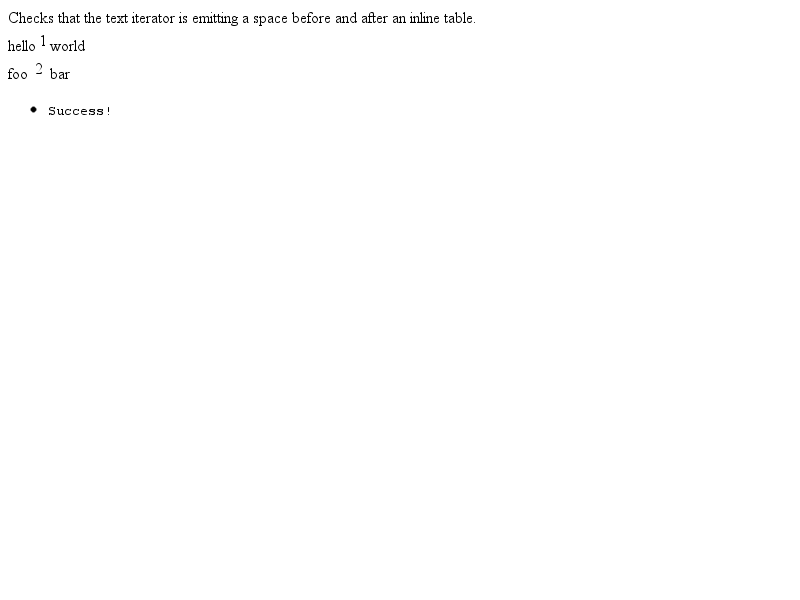 Checks that the text iterator is emitting a space before and after an inline table.
hello 1 world
foo 2 bar
• Success!